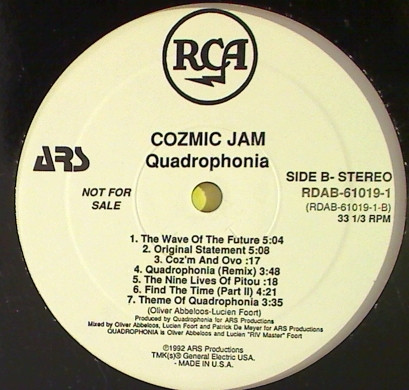 RCA
COZMIC JAM
Quadrophonia
ARS
NOT FOR
SALE
SIDE B- STEREO
RDAB-61019-1
(RDAB-61019-1-B)
33 1/3 RPM
1. The Wave Of The Future 5:04
2. Original Statement 5:08
3. Coz'm And Ovo :17
4. Quadrophonia (Remix) 3:48
5. The Nine Lives Of Pitou :18
6. Find The Time (Part II) 4:21
7. Theme Of Quadrophonia 3:35
(Oliver Abbeloos-Lucien Foort)
Produced by Quadrophonia for ARS Productions
Mixed by Oliver Abbeloos, Lucien Foort and Patrick De Meyer for ARS Productions
QUADROPHONIA is Oliver Abbeloos and Lucien "RIV Master" Foort
©1992 ARS Productions
TMK(s)® General Electric USA.
- MADE IN U.S.A.